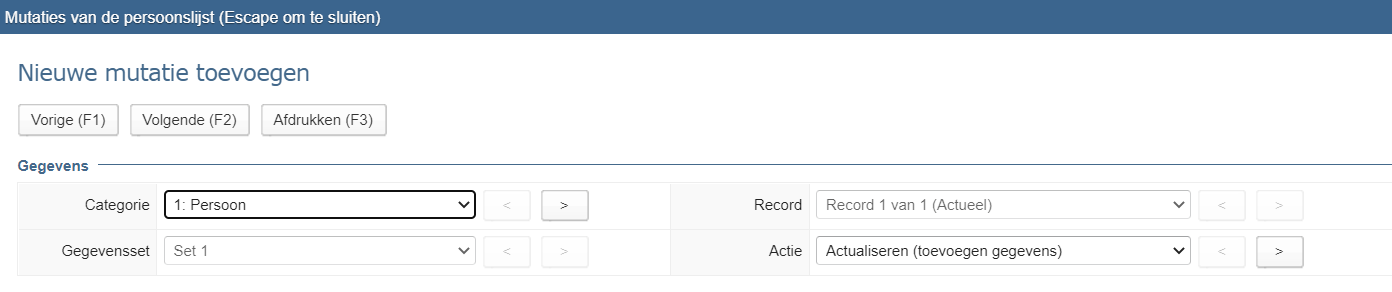 Mutaties van de persoonslijst (Escape om te sluiten)
Nieuwe mutatie toevoegen
Vorige (F1) Volgende (F2) Afdrukken (F3)
Gegevens
Categorie 1: Persoon < > Record Record 1 van 1 (Actueel) < >
Gegevensset Set 1 < > Actie Actualiseren (toevoegen gegevens) < >